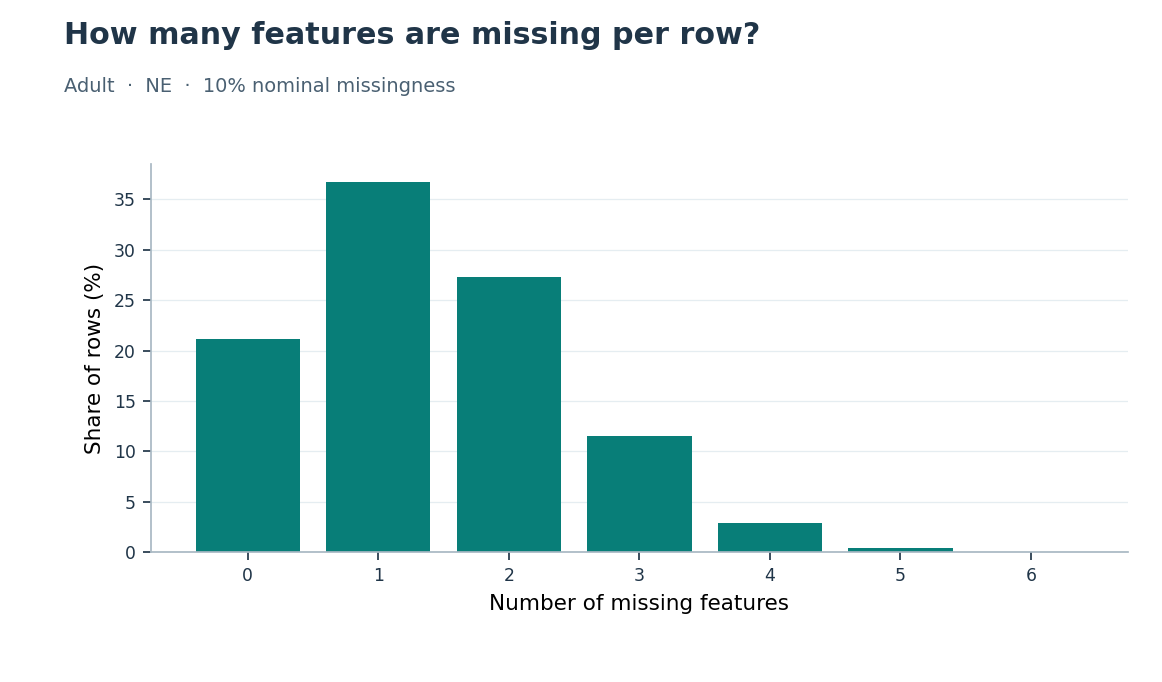 How many features are missing per row?
Adult · NE · 10% nominal missingness
Share of rows (%)
35
30
25
20
15
10
5
0
0 1 2 3 4 5 6
Number of missing features